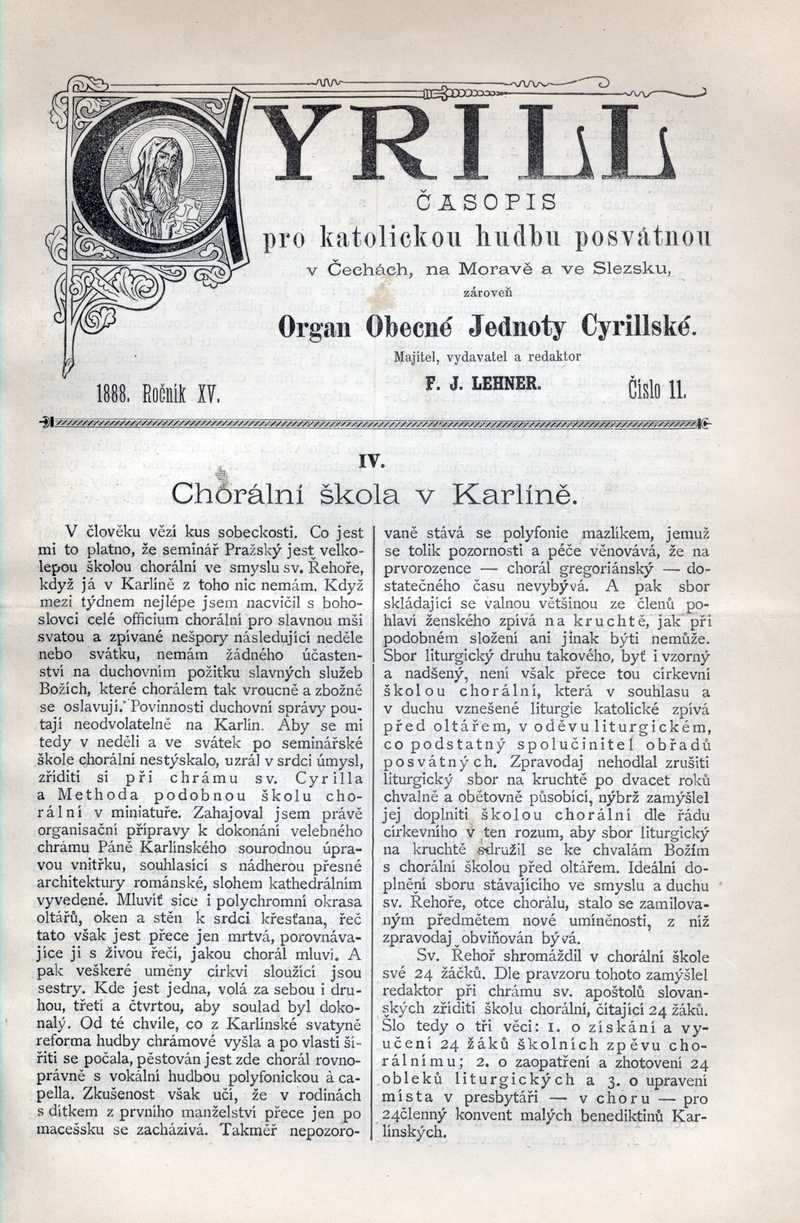 CYRILL
ČASOPIS
pro katolickou hudbu posvátnou
v Čechách, na Moravě a ve Slezsku,
zároveň
Organ Obecné Jednoty Cyrillské.
Majitel, vydavatel a redaktor
1888. Ročník XV.
F. J. LEHNER.
Číslo 11.
IV.
Chorální škola v Karlíně.
V člověku vězí kus sobeckosti. Co jest
mi to platno, že seminář Pražský jest velko-
lepou školou chorální ve smyslu sv. Řehoře,
když já v Karlíně z toho nic nemám. Když
mezi týdnem nejlépe jsem nacvičil s boho-
slovci celé officium chorální pro slavnou mši
svatou a zpívané nešpory následující neděle
nebo svátku, nemám žádného účasten-
ství na duchovním požitku slavných služeb
Božích, které chorálem tak vroucně a zbožně
se oslavují. Povinnosti duchovní správy pou-
tají neodvolatelně na Karlín. Aby se mi
tedy v neděli a ve svátek po seminářské
škole chorální nestýskalo, uzrál v srdci úmysl,
zříditi si při chrámu sv. Cyrilla
a Methoda podobnou školu cho-
rální v miniatuře. Zahajoval jsem právě
organisační přípravy k dokonání velebného
chrámu Páně Karlínského sourodnou úpra-
vou vnitřku, souhlasící s nádherou přesné
architektury románské, slohem kathedrálním
vyvedené. Mluviť sice i polychromní okrasa
oltářů, oken a stěn k srdci křesťana, řeč
tato však jest přece jen mrtvá, porovnáva-
jíce ji s živou řečí, jakou chorál mluví. A
pak veškeré uměny církvi sloužící jsou
sestry. Kde jest jedna, volá za sebou i dru-
hou, třetí a čtvrtou, aby soulad byl doko-
nalý. Od té chvíle, co z Karlínské svatyně
reforma hudby chrámové vyšla a po vlasti ší-
řiti se počala, pěstován jest zde chorál rovno-
právně s vokální hudbou polyfonickou à ca-
pella. Zkušenost však učí, že v rodinách
s dítkem z prvního manželství přece jen po
macešsku se zachází­vá. Takměř nepozoro-
vaně stává se polyfonie mazlíkem, jemuž
se tolik pozornosti a péče věnovává, že na
prvorozence — chorál gregoriánský — do-
statečného času nevybývá. A pak sbor
skládající se valnou většinou ze členů po-
hlaví ženského zpívá na kruchtě, jak při
podobném složení ani jinak býti nemůže.
Sbor liturgický druhu takového, byť i vzorný
a nadšený, není však přece tou církevní
školou chorální, která v souhlasu a
v duchu vznešené liturgie katolické zpívá
před oltářem, v oděvu liturgickém,
co podstatný spolučinitel obřadů
posvátných. Zpravodaj nehodlal zrušiti
liturgický sbor na kruchtě po dvacet roků
chvalně a obětovně působící, nýbrž zamýšlel
jej doplniti školou chorální dle řádu
církevního v ten rozum, aby sbor liturgický
na kruchtě sdružil se ke chvalám Božím
s chorální školou před oltářem. Ideální do-
plnění sboru stávajícího ve smyslu a duchu
sv. Řehoře, otce chorálu, stalo se zamilova-
ným předmětem nové umíněnosti, z níž
zpravodaj obviňován bývá.
Sv. Řehoř shromáždil v chorální škole
své 24 žáčků. Dle pravzoru tohoto zamýšlel
redaktor při chrámu sv. apoštolů slovan-
ských zříditi školu chorální, čítající 24 žáků.
Šlo tedy o tři věci: 1. o získání a vy-
učení 24 žáků školních zpěvu cho-
rálnímu; 2. o zaopatření a zhotovení 24
obleků liturgických a 3. o upravení
místa v presbytáři — v choru — pro
24členný konvent malých benediktinů Kar-
línských.